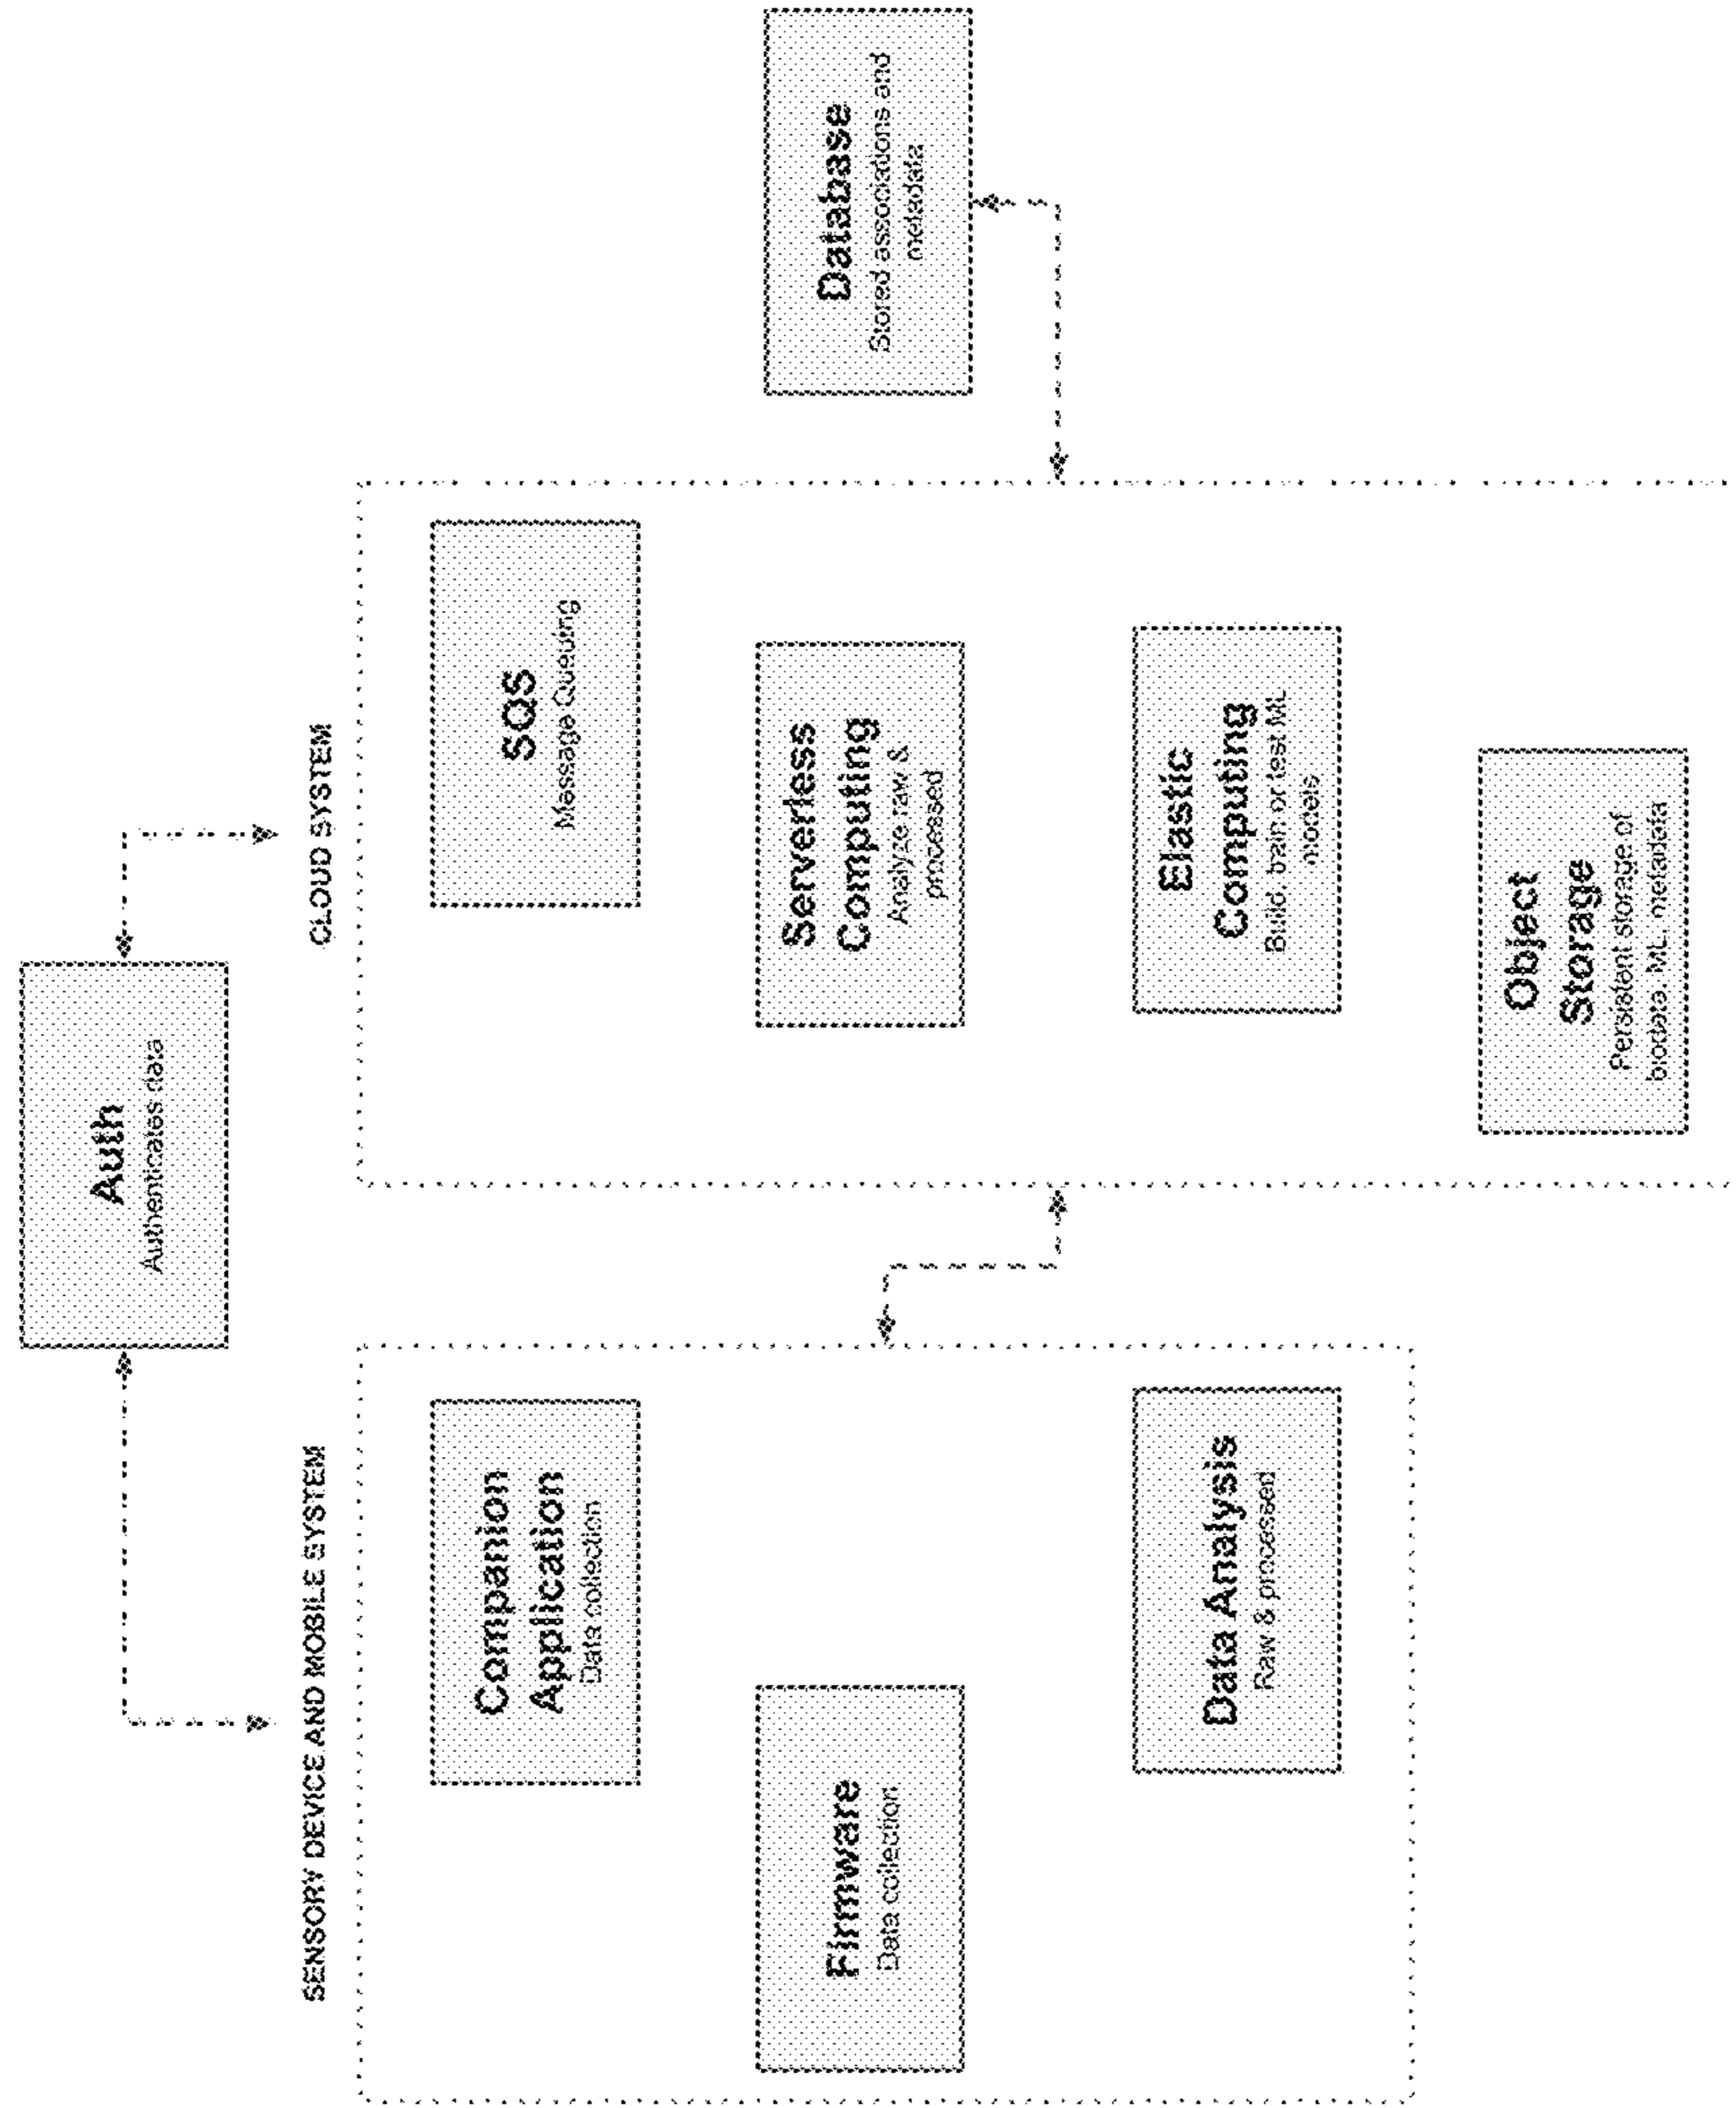 Auth
Authenticates data
SENSORY DEVICE AND MOBILE SYSTEM
Companion
Application
Data collection
Firmware
Data collection
Data Analysis
Raw & processed
CLOUD SYSTEM
SQS
Message Queuing
Serverless
Computing
Analyze raw &
processed
Elastic
Computing
Build, train or test ML
models
Object
Storage
Persistent storage of
biodata, ML, metadata
Database
Stored associations and
metadata